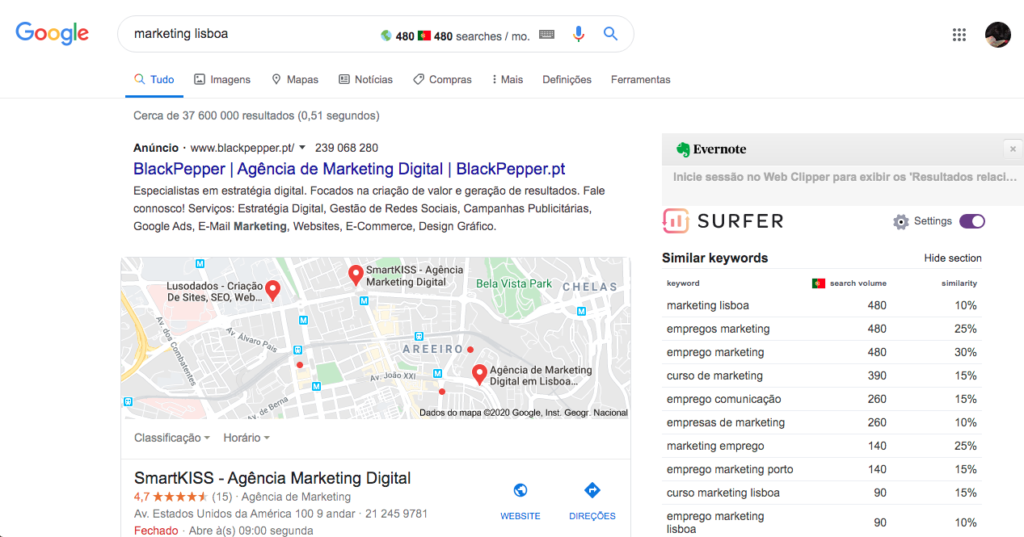 Google
marketing lisboa
480 480 searches / mo.
Tudo Imagens Mapas Notícias Compras Mais Definições Ferramentas
Cerca de 37 600 000 resultados (0,51 segundos)
Anúncio · www.blackpepper.pt/ 239 068 280
BlackPepper | Agência de Marketing Digital | BlackPepper.pt
Especialistas em estratégia digital. Focados na criação de valor e geração de resultados. Fale
connosco! Serviços: Estratégia Digital, Gestão de Redes Sociais, Campanhas Publicitárias,
Google Ads, E-Mail Marketing, Websites, E-Commerce, Design Gráfico.
SmartKISS - Agência
Marketing Digital
Lusodados - Criação
De Sites, SEO, Web...
Bela Vista Park
CHELAS
Av. dos Combatentes
Av. Álvaro Pais
AREEIRO
Av. João XXI
Agência de Marketing
Digital em Lisboa...
Av. de Berna
Dados do mapa ©2020 Google, Inst. Geogr. Nacional
Classificação Horário
SmartKISS - Agência Marketing Digital
4,7 (15) · Agência de Marketing
Av. Estados Unidos da América 100 9 andar · 21 245 9781
Fechado · Abre à(s) 09:00 segunda
WEBSITE DIREÇÕES
Evernote
×
Inicie sessão no Web Clipper para exibir os 'Resultados relaci...
SURFER
Settings
Similar keywords Hide section
keyword search volume similarity
marketing lisboa 480 10%
empregos marketing 480 25%
emprego marketing 480 30%
curso de marketing 390 15%
emprego comunicação 260 15%
empresas de marketing 260 10%
marketing emprego 140 25%
emprego marketing porto 140 15%
curso marketing lisboa 90 15%
emprego marketing
lisboa 90 10%